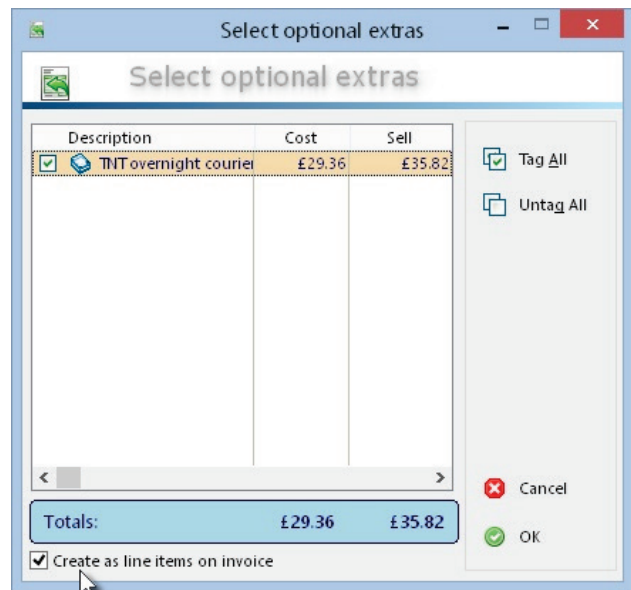 Select optional extras
Select optional extras
Description Cost Sell
TNT overnight courier £29.36 £35.82
Tag All
Untag All
Cancel
Totals: £29.36 £35.82
OK
Create as line items on invoice